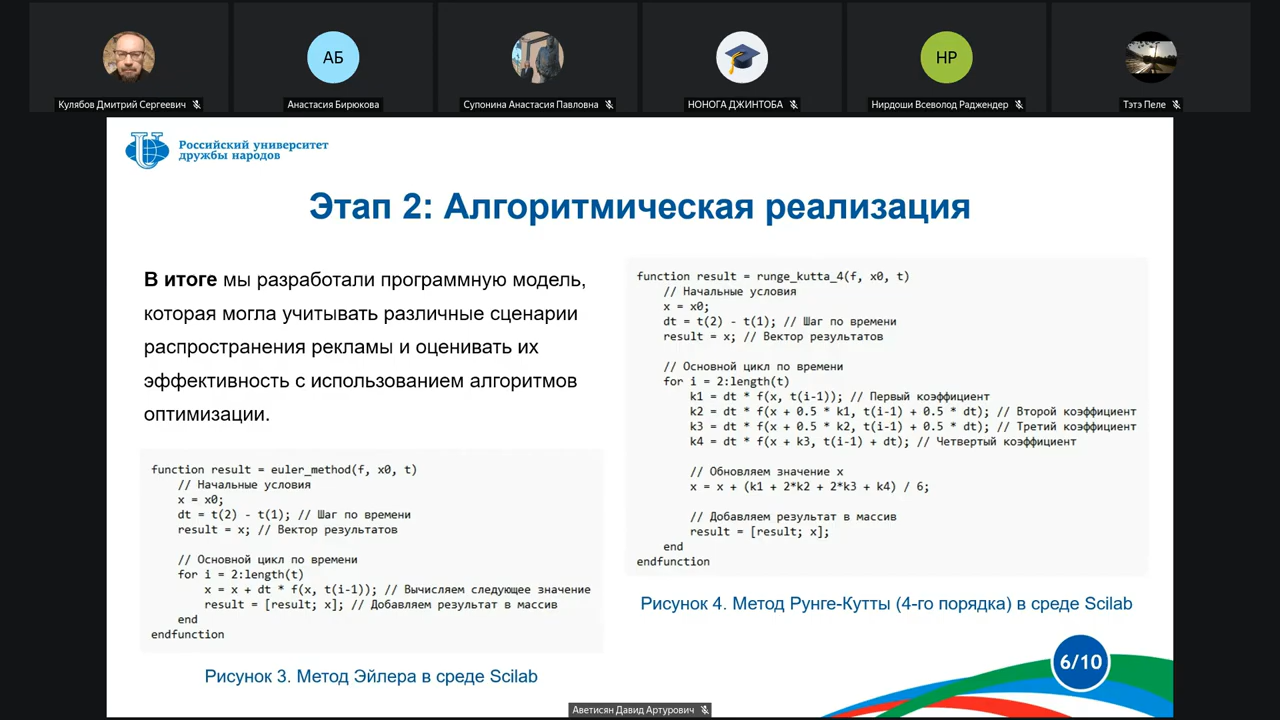 АБ
НР
Кулябов Дмитрий Сергеевич
Анастасия Бирюкова
Супонина Анастасия Павловна
НОНОГА ДЖИНТОБА
Нирдоши Всеволод Раджендер
Тэтэ Пеле
Российский университет
дружбы народов
Этап 2: Алгоритмическая реализация
В итоге мы разработали программную модель,
которая могла учитывать различные сценарии
распространения рекламы и оценивать их
эффективность с использованием алгоритмов
оптимизации.
function result = euler_method(f, x0, t)
// Начальные условия
x = x0;
dt = t(2) - t(1); // Шаг по времени
result = x; // Вектор результатов
// Основной цикл по времени
for i = 2:length(t)
x = x + dt * f(x, t(i-1)); // Вычисляем следующее значение
result = [result; x]; // Добавляем результат в массив
end
endfunction
Рисунок 3. Метод Эйлера в среде Scilab
function result = runge_kutta_4(f, x0, t)
// Начальные условия
x = x0;
dt = t(2) - t(1); // Шаг по времени
result = x; // Вектор результатов
// Основной цикл по времени
for i = 2:length(t)
k1 = dt * f(x, t(i-1)); // Первый коэффициент
k2 = dt * f(x + 0.5 * k1, t(i-1) + 0.5 * dt); // Второй коэффициент
k3 = dt * f(x + 0.5 * k2, t(i-1) + 0.5 * dt); // Третий коэффициент
k4 = dt * f(x + k3, t(i-1) + dt); // Четвертый коэффициент
// Обновляем значение x
x = x + (k1 + 2*k2 + 2*k3 + k4) / 6;
// Добавляем результат в массив
result = [result; x];
end
endfunction
Рисунок 4. Метод Рунге-Кутты (4-го порядка) в среде Scilab
6/10
Аветисян Давид Артурович